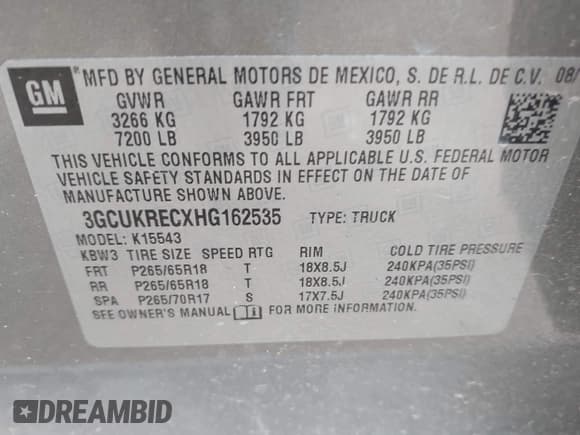 GM ® MFD BY GENERAL MOTORS DE MEXICO, S. DE R.L. DE C.V. 08/
GVWR GAWR FRT GAWR RR
3266 KG 1792 KG 1792 KG
7200 LB 3950 LB 3950 LB
THIS VEHICLE CONFORMS TO ALL APPLICABLE U.S. FEDERAL MOTOR
VEHICLE SAFETY STANDARDS IN EFFECT ON THE DATE OF
MANUFACTURE SHOWN ABOVE.
3GCUKRECXHG162535 TYPE: TRUCK
MODEL: K15543
KBW3 TIRE SIZE SPEED RTG RIM COLD TIRE PRESSURE
FRT P265/65R18 T 18X8.5J 240KPA(35PSI)
RR P265/65R18 T 18X8.5J 240KPA(35PSI)
SPA P265/70R17 S 17X7.5J 240KPA(35PSI)
SEE OWNER'S MANUAL i FOR MORE INFORMATION.
DREAMBID